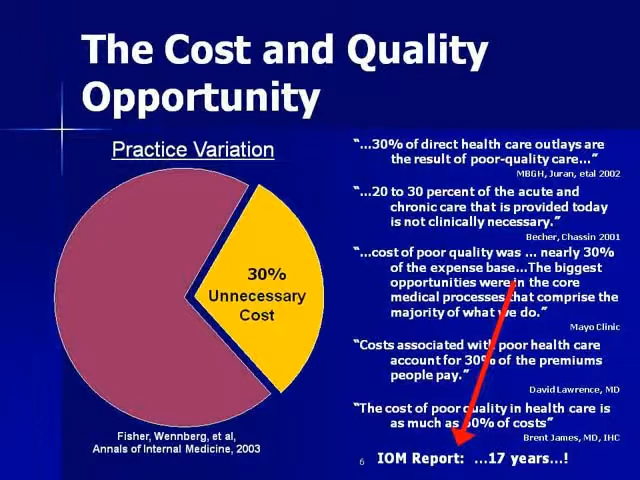 The Cost and Quality
Opportunity
Practice Variation
30%
Unnecessary
Cost
Fisher, Wennberg, et al,
Annals of Internal Medicine, 2003
“...30% of direct health care outlays are
the result of poor-quality care...”
MBGH, Juran, etal 2002
“...20 to 30 percent of the acute and
chronic care that is provided today
is not clinically necessary.”
Becher, Chassin 2001
“...cost of poor quality was ... nearly 30%
of the expense base...The biggest
opportunities were in the core
medical processes that comprise the
majority of what we do.”
Mayo Clinic
“Costs associated with poor health care
account for 30% of the premiums
people pay.”
David Lawrence, MD
“The cost of poor quality in health care is
as much as 60% of costs”
Brent James, MD, IHC
6 IOM Report: ...17 years...!